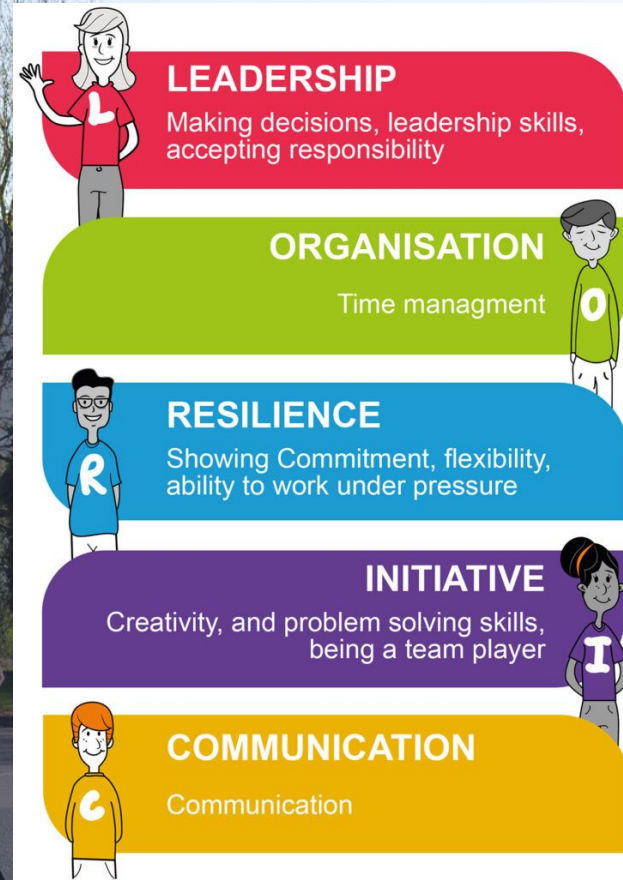 L
LEADERSHIP
Making decisions, leadership skills,
accepting responsibility
ORGANISATION
Time managment
O
RESILIENCE
Showing Commitment, flexibility,
ability to work under pressure
R
INITIATIVE
Creativity, and problem solving skills,
being a team player
I
COMMUNICATION
Communication
C